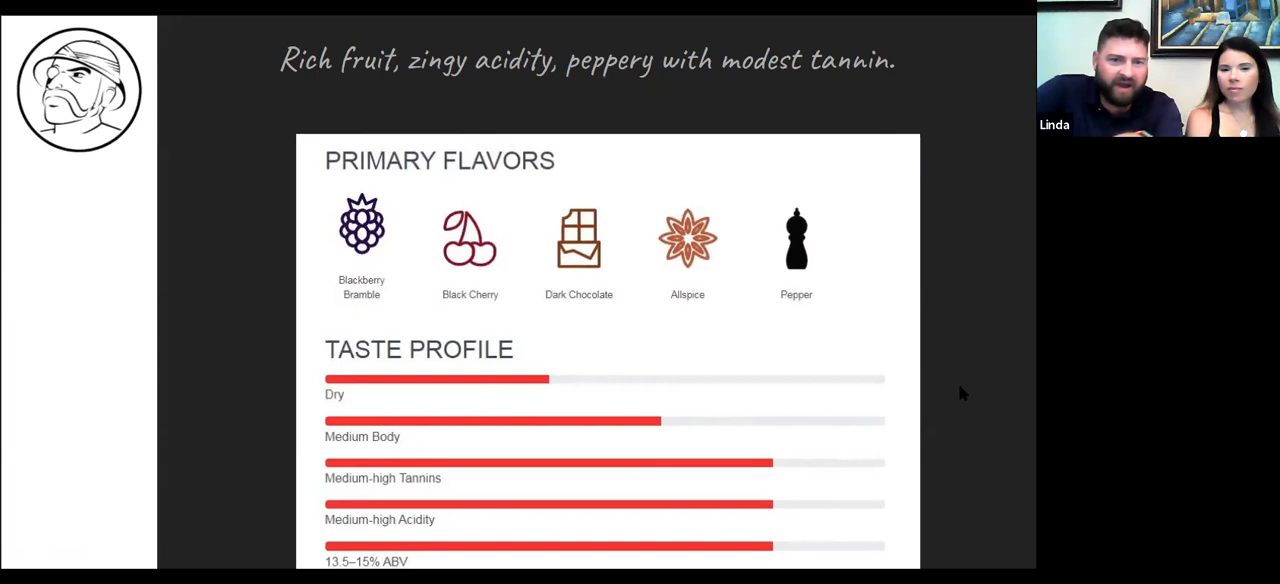 Rich fruit, zingy acidity, peppery with modest tannin.
Linda
PRIMARY FLAVORS
Blackberry
Bramble
Black Cherry
Dark Chocolate
Allspice
Pepper
TASTE PROFILE
Dry
Medium Body
Medium-high Tannins
Medium-high Acidity
13.5–15% ABV